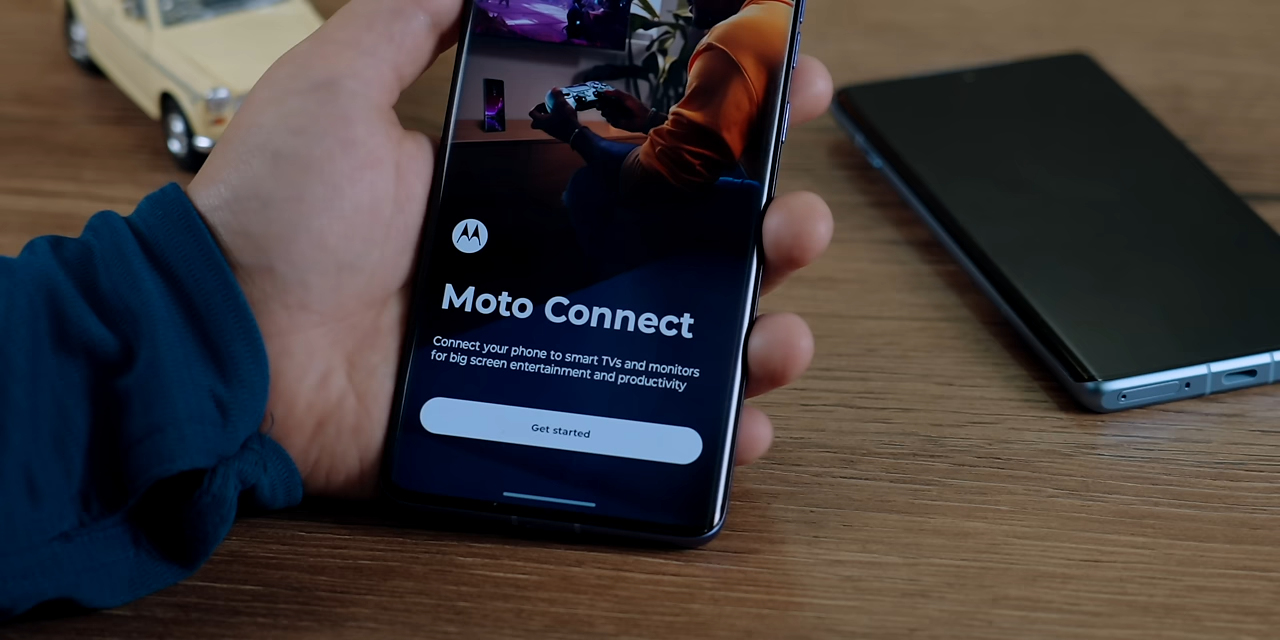 Moto Connect
Connect your phone to smart TVs and monitors
for big screen entertainment and productivity
Get started